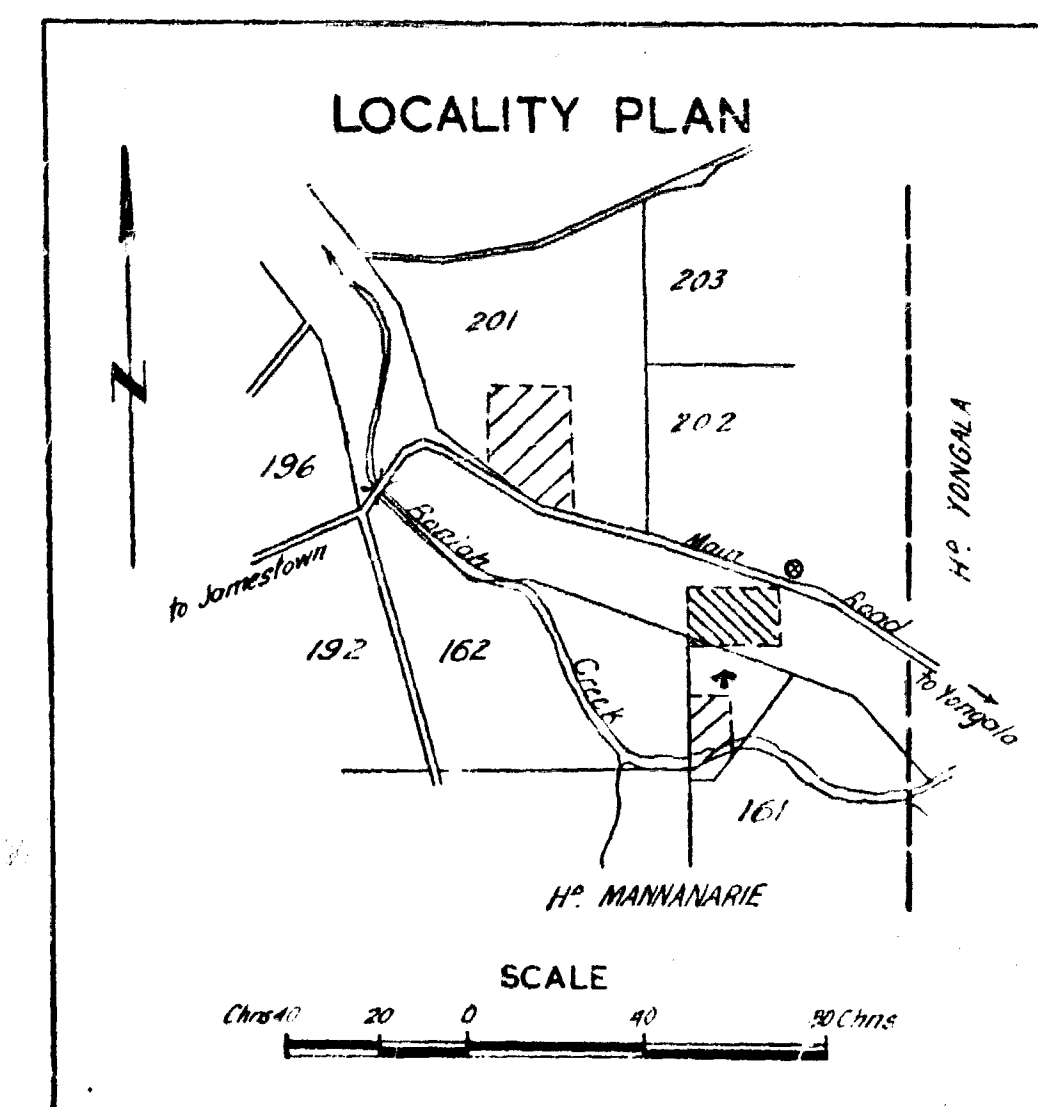 LOCALITY PLAN
N
203
201
202
196
Hᴰ. YONGALA
Main
Road
to Jamestown
192
162
Creek
to Yongala
161
Hᴰ. MANNANARIE
SCALE
Chns 40 20 0 40 80 Chns